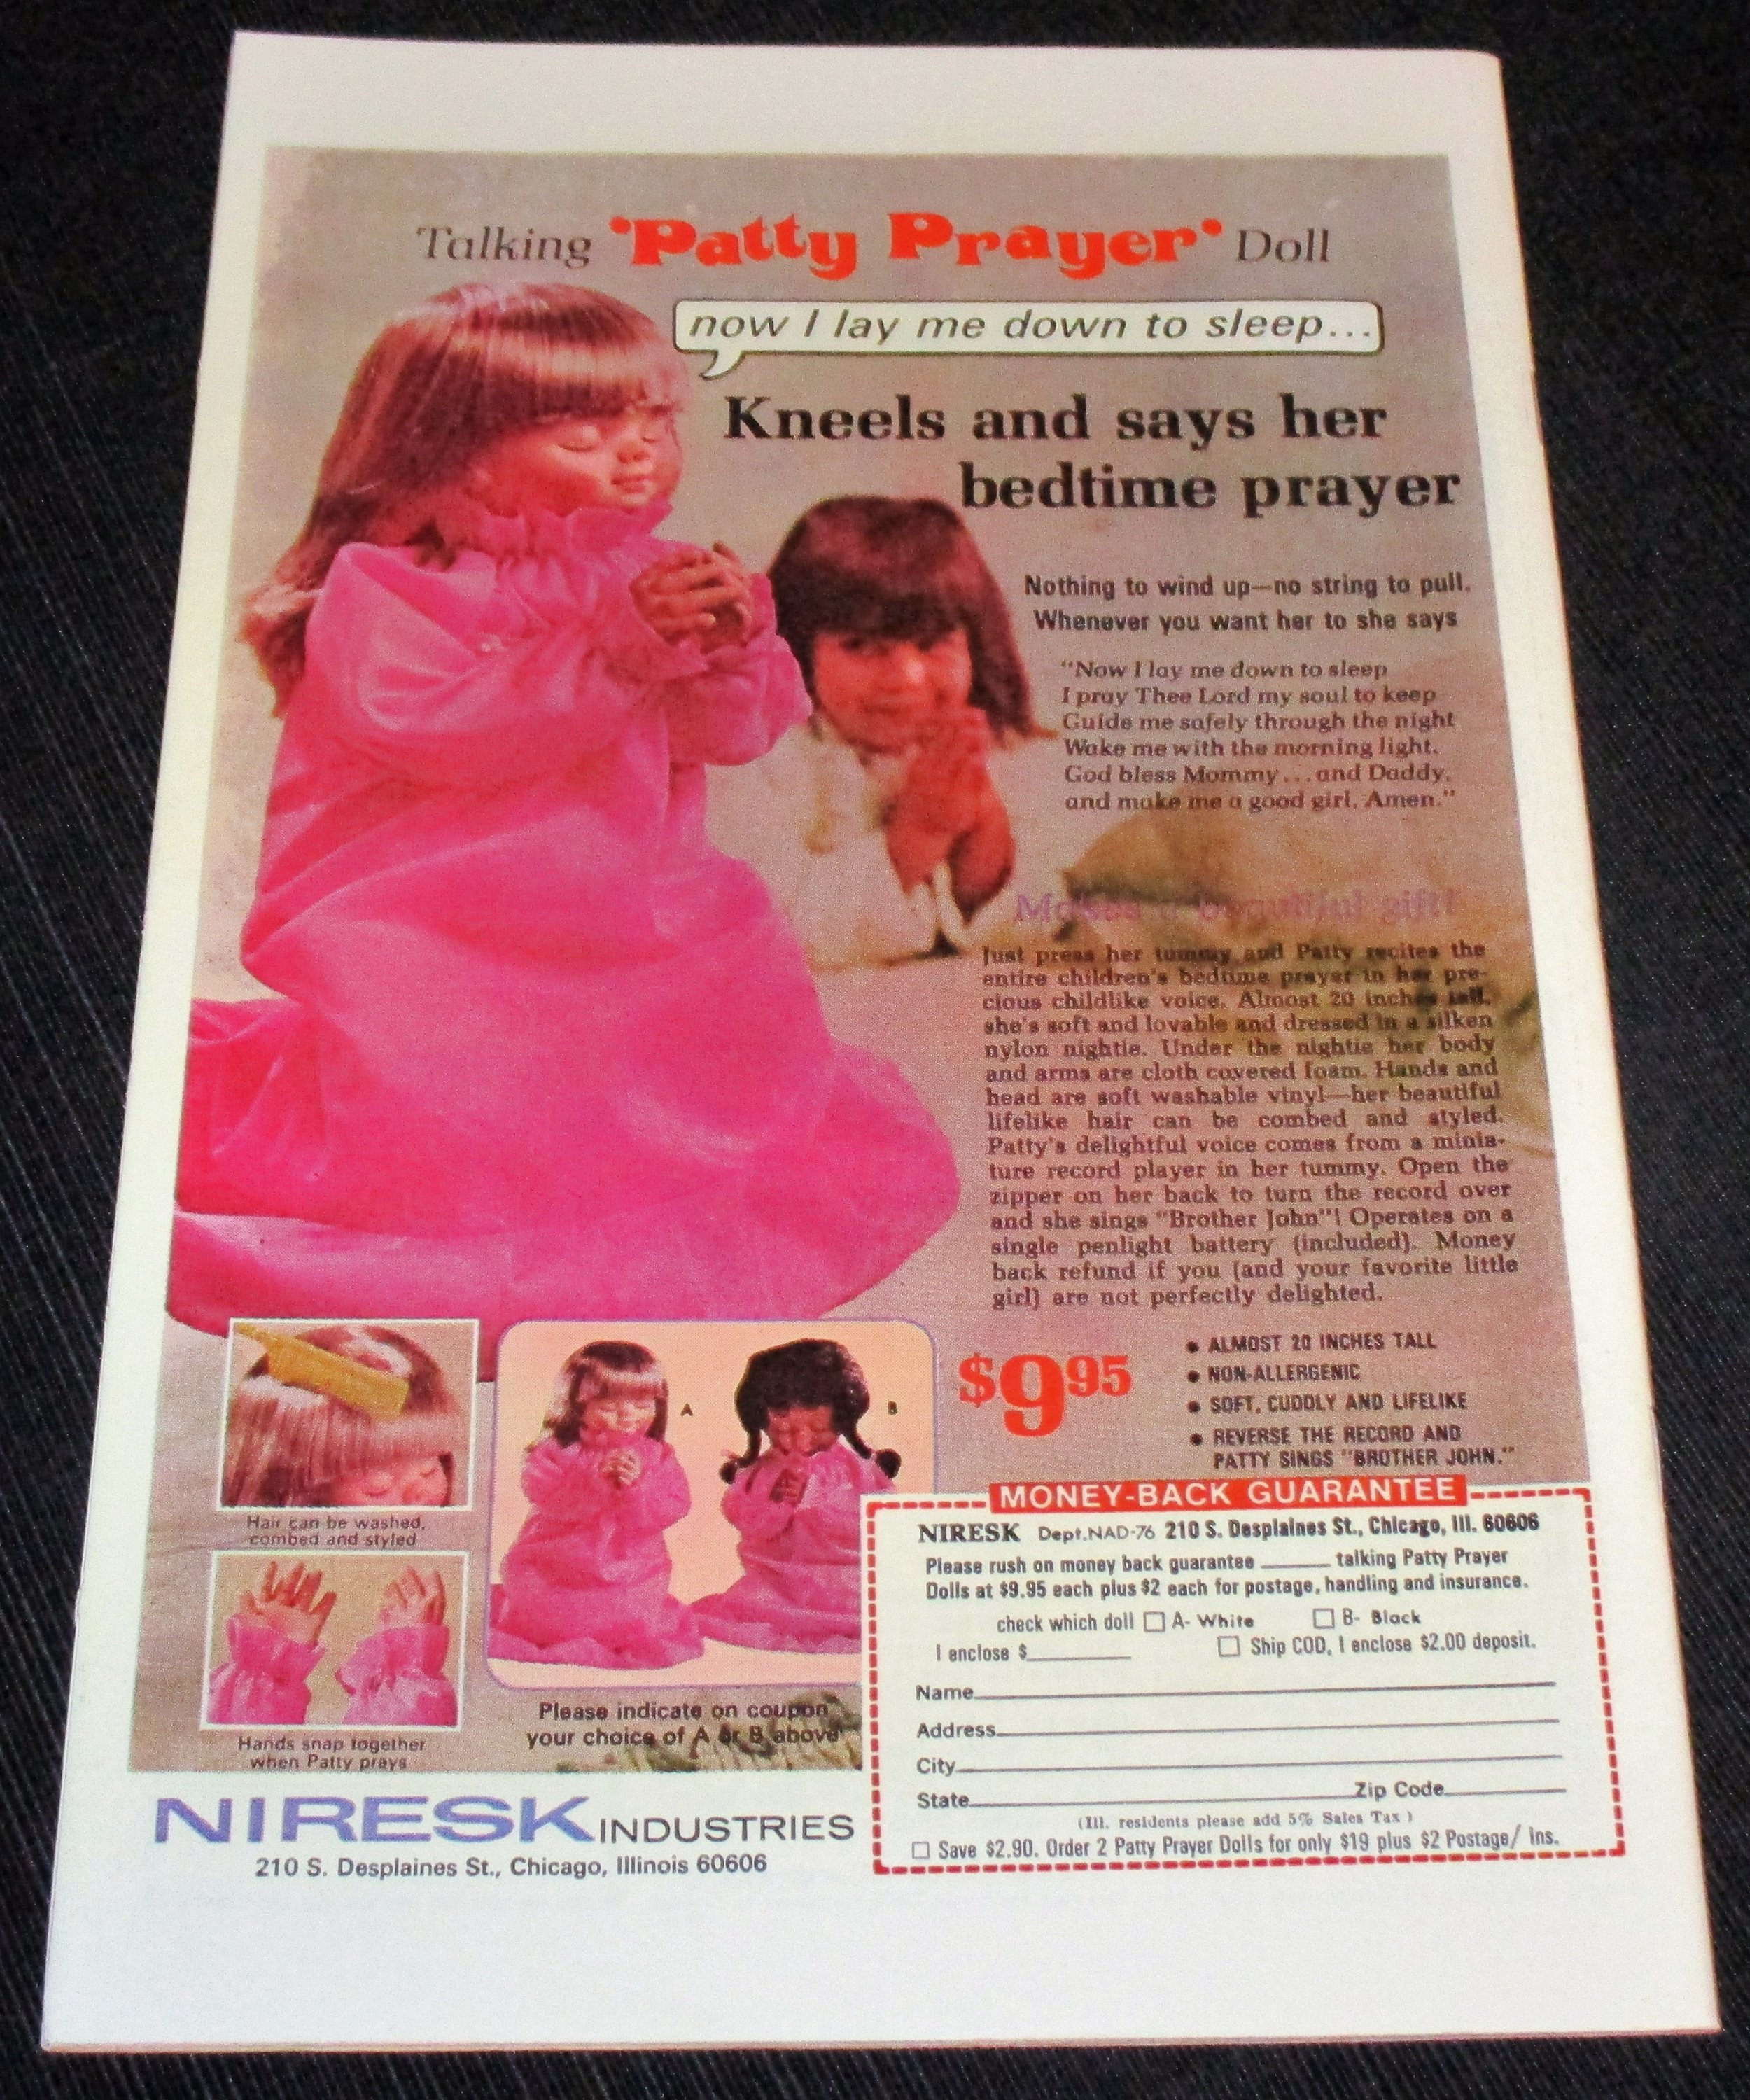 Talking 'Patty Prayer' Doll
now I lay me down to sleep...
Kneels and says her
bedtime prayer
Nothing to wind up—no string to pull.
Whenever you want her to she says
"Now I lay me down to sleep
I pray Thee Lord my soul to keep
Guide me safely through the night
Wake me with the morning light.
God bless Mommy...and Daddy,
and make me a good girl, Amen."
Makes a beautiful gift!
Just press her tummy and Patty recites the
entire children's bedtime prayer in her pre-
cious childlike voice. Almost 20 inches tall,
she's soft and lovable and dressed in a silken
nylon nightie. Under the nightie her body
and arms are cloth covered foam. Hands and
head are soft washable vinyl—her beautiful
lifelike hair can be combed and styled.
Patty's delightful voice comes from a minia-
ture record player in her tummy. Open the
zipper on her back to turn the record over
and she sings "Brother John"! Operates on a
single penlight battery (included). Money
back refund if you (and your favorite little
girl) are not perfectly delighted.
$9.95
• ALMOST 20 INCHES TALL
• NON-ALLERGENIC
• SOFT, CUDDLY AND LIFELIKE
• REVERSE THE RECORD AND
PATTY SINGS "BROTHER JOHN."
Hair can be washed,
combed and styled
Hands snap together
when Patty prays
A
B
Please indicate on coupon
your choice of A or B above
NIRESK INDUSTRIES
210 S. Desplaines St., Chicago, Illinois 60606
MONEY-BACK GUARANTEE
NIRESK Dept.NAD-76 210 S. Desplaines St., Chicago, Ill. 60606
Please rush on money back guarantee ______ talking Patty Prayer
Dolls at $9.95 each plus $2 each for postage, handling and insurance.
check which doll □ A- White □ B- Black
I enclose $________ □ Ship COD, I enclose $2.00 deposit.
Name
Address
City
State Zip Code
(Ill. residents please add 5% Sales Tax)
□ Save $2.90. Order 2 Patty Prayer Dolls for only $19 plus $2 Postage/ Ins.